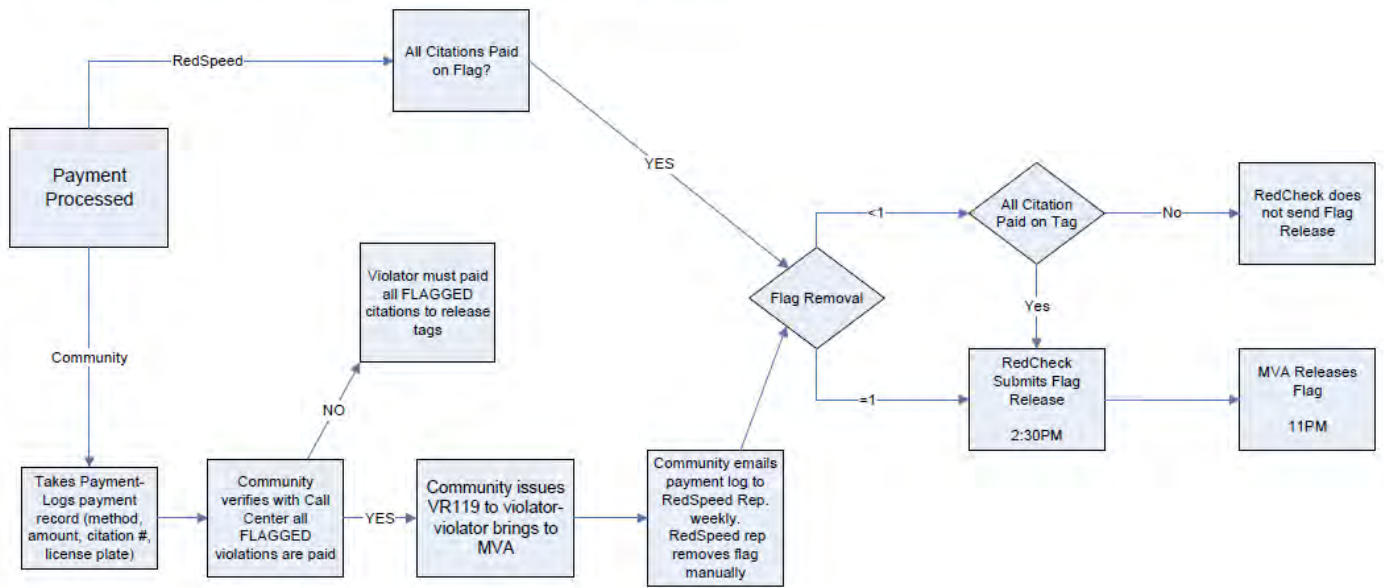 RedSpeed
All Citations Paid
on Flag?
Payment
Processed
YES
<1
All Citation
Paid on Tag
No
RedCheck does
not send Flag
Release
Violator must paid
all FLAGGED
citations to release
tags
Flag Removal
Yes
Community
NO
=1
RedCheck
Submits Flag
Release
2:30PM
MVA Releases
Flag
11PM
Takes Payment-
Logs payment
record (method,
amount, citation #,
license plate)
Community
verifies with Call
Center all
FLAGGED
violations are paid
YES
Community issues
VR119 to violator-
violator brings to
MVA
Community emails
payment log to
RedSpeed Rep.
weekly.
RedSpeed rep
removes flag
manually